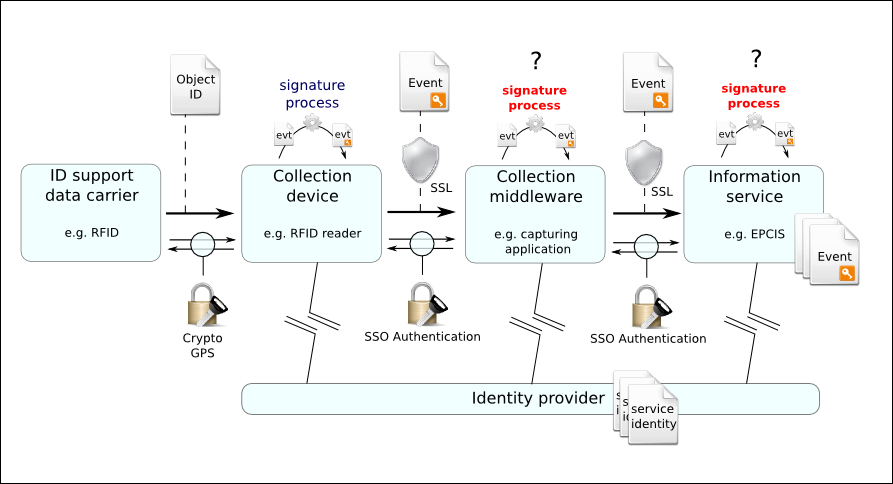 Object
ID
signature
process
evt
evt
Event
SSL
?
signature
process
evt
evt
Event
SSL
?
signature
process
evt
evt
ID support
data carrier
e.g. RFID
Collection
device
e.g. RFID reader
Collection
middleware
e.g. capturing
application
Information
service
e.g. EPCIS
Event
Crypto
GPS
SSO Authentication
SSO Authentication
Identity provider
service
identity